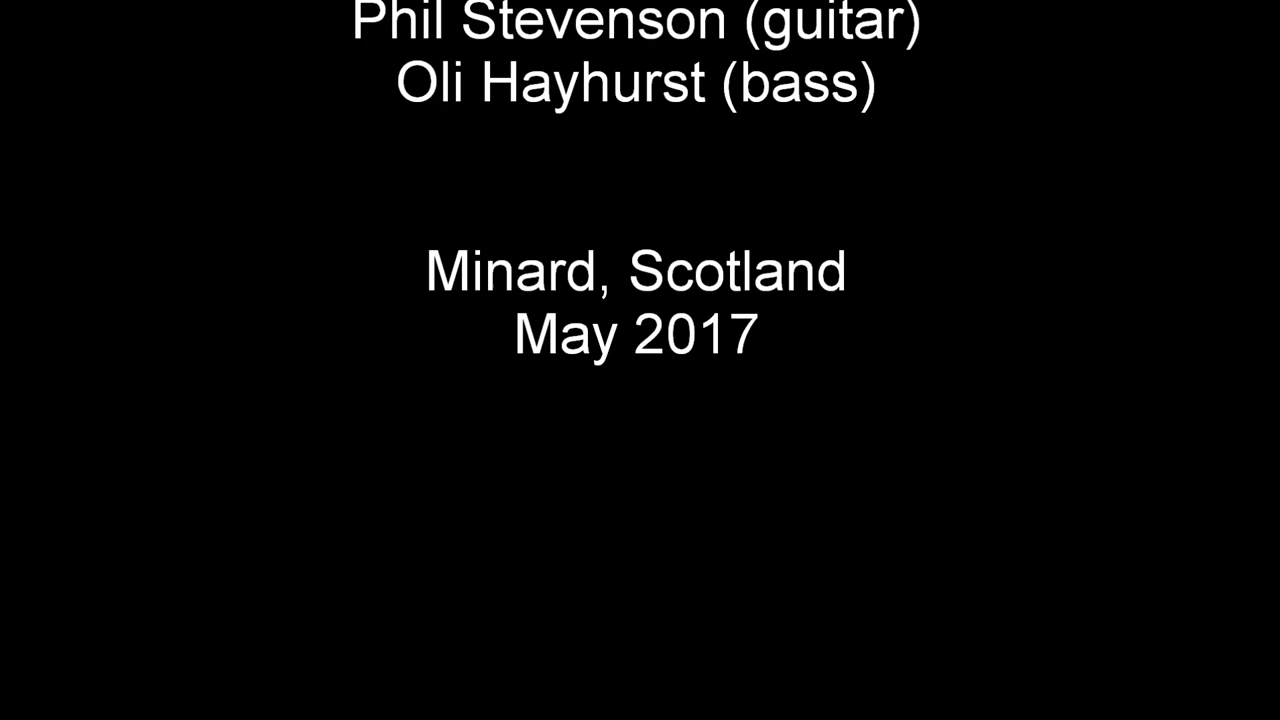 Phil Stevenson (guitar)
Oli Hayhurst (bass)
Minard, Scotland
May 2017